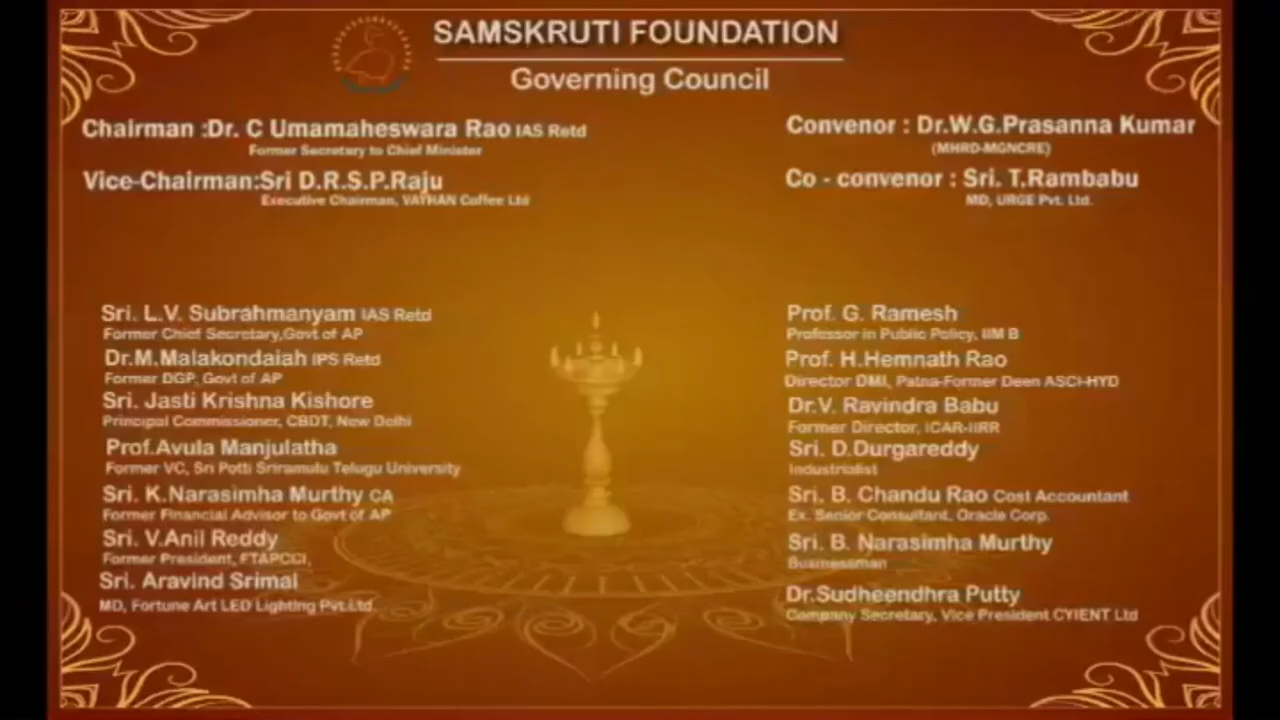 SAMSKRUTI FOUNDATION
Governing Council
Chairman :Dr. C Umamaheswara Rao IAS Retd
Former Secretary to Chief Minister
Vice-Chairman:Sri D.R.S.P.Raju
Executive Chairman, VATHAN Coffee Ltd
Convenor : Dr.W.G.Prasanna Kumar
(MHRD-MGNCRE)
Co - convenor : Sri. T.Rambabu
MD, URGE Pvt. Ltd.
Sri. L.V. Subrahmanyam IAS Retd
Former Chief Secretary,Govt of AP
Dr.M.Malakondaiah IPS Retd
Former DGP, Govt of AP
Sri. Jasti Krishna Kishore
Principal Commissioner, CBDT, New Delhi
Prof.Avula Manjulatha
Former VC, Sri Potti Sriramulu Telugu University
Sri. K.Narasimha Murthy CA
Former Financial Advisor to Govt of AP
Sri. V.Anil Reddy
Former President, FTAPCCI,
Sri. Aravind Srimal
MD, Fortune Art LED Lighting Pvt.Ltd.
Prof. G. Ramesh
Professor in Public Policy, IIM B
Prof. H.Hemnath Rao
Director DMI, Patna-Former Deen ASCI-HYD
Dr.V. Ravindra Babu
Former Director, ICAR-IIRR
Sri. D.Durgareddy
Industrialist
Sri. B. Chandu Rao Cost Accountant
Ex. Senior Consultant, Oracle Corp.
Sri. B. Narasimha Murthy
Businessman
Dr.Sudheendhra Putty
Company Secretary, Vice President CYIENT Ltd